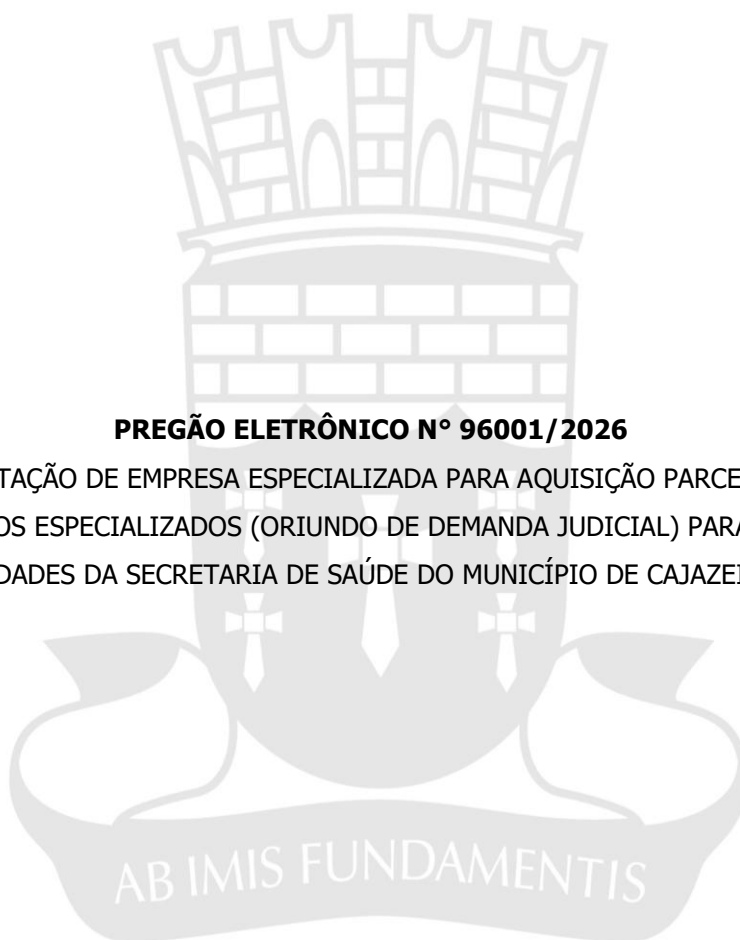 PREGÃO ELETRÔNICO N° 96001/2026
TAÇÃO DE EMPRESA ESPECIALIZADA PARA AQUISIÇÃO PARCE
OS ESPECIALIZADOS (ORIUNDO DE DEMANDA JUDICIAL) PARA
DADES DA SECRETARIA DE SAÚDE DO MUNICÍPIO DE CAJAZEI
AB IMIS FUNDAMENTIS